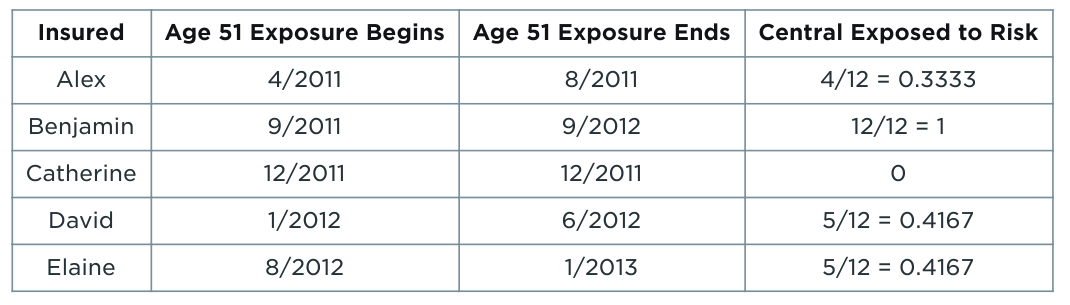 Insured Age 51 Exposure Begins Age 51 Exposure Ends Central Exposed to Risk
Alex 4/2011 8/2011 4/12 = 0.3333
Benjamin 9/2011 9/2012 12/12 = 1
Catherine 12/2011 12/2011 0
David 1/2012 6/2012 5/12 = 0.4167
Elaine 8/2012 1/2013 5/12 = 0.4167